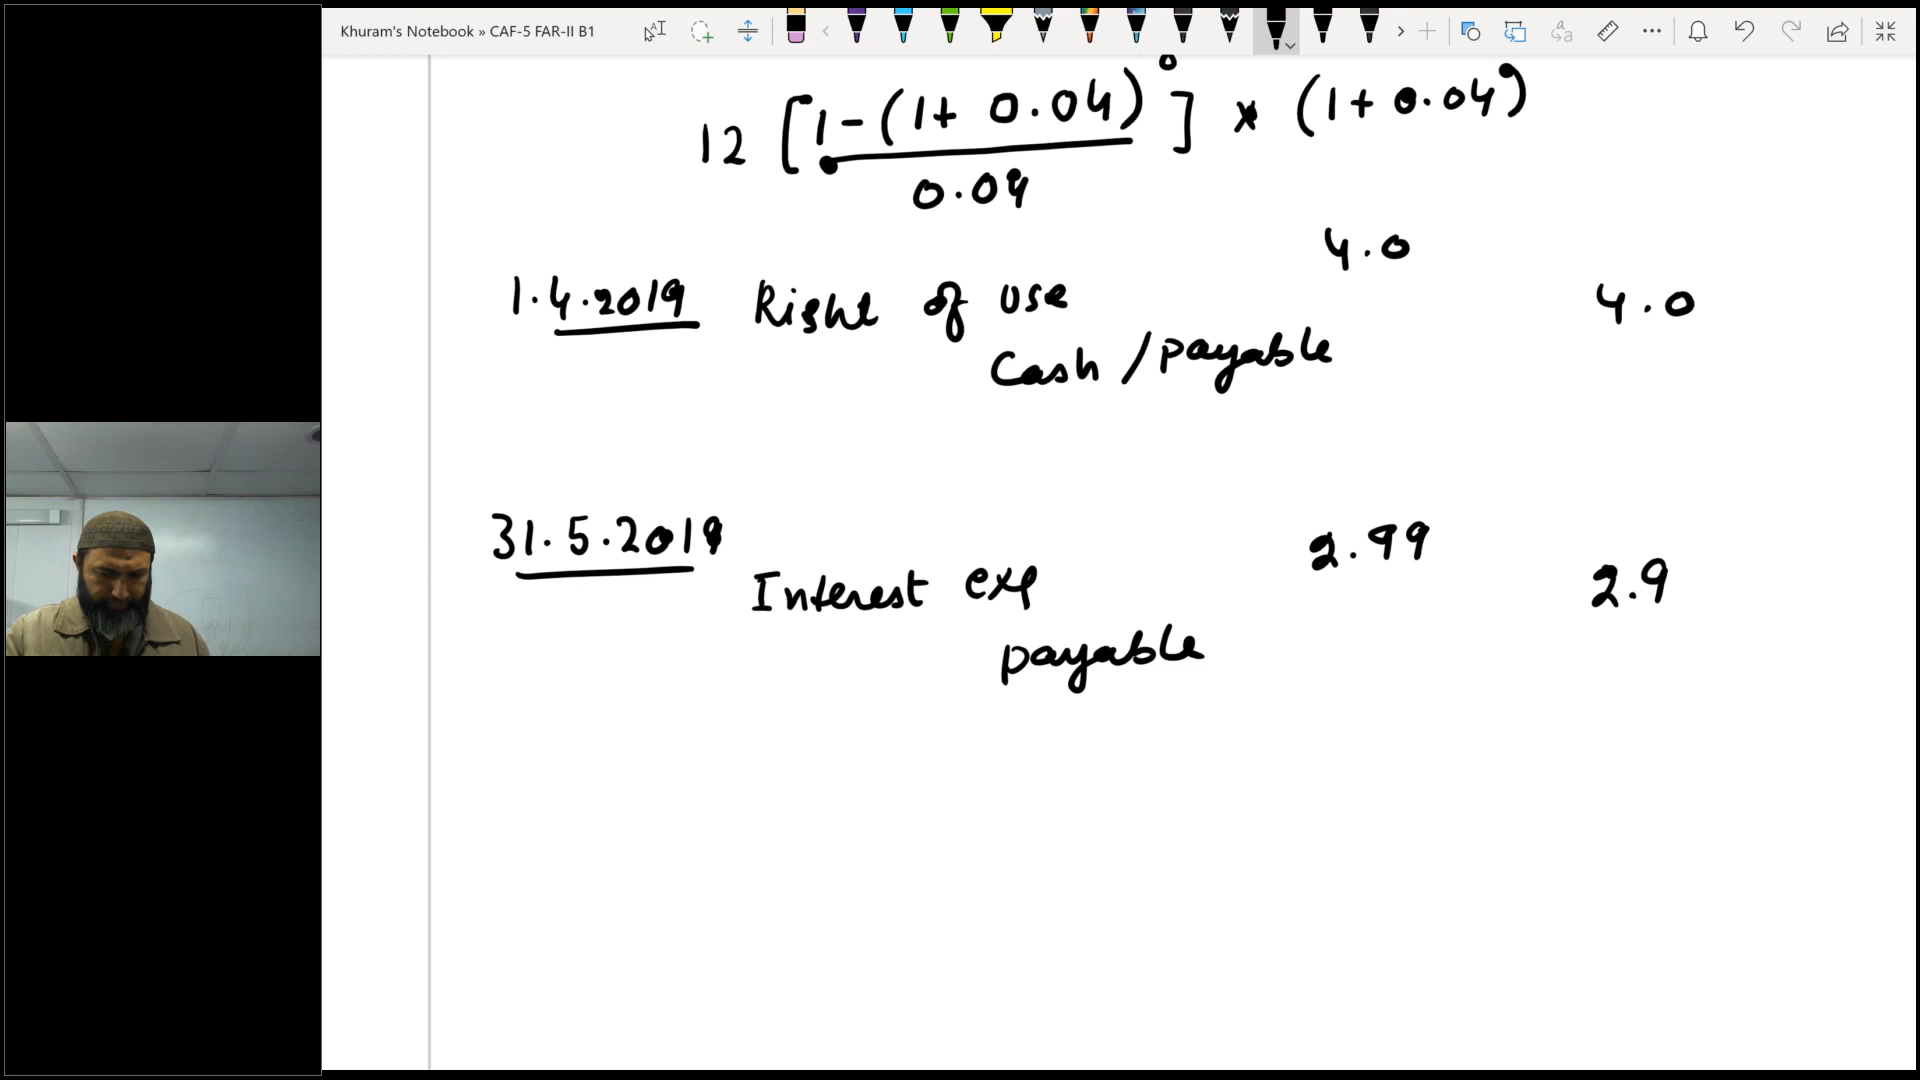 Khuram's Notebook » CAF-5 FAR-II B1
12 [1-(1+ 0.04) ] × (1+0.04)
0.04
4.0
1.4.2019 Right of use 4.0
Cash / payable
31.5.2019 2.99
Interest exp 2.9
payable